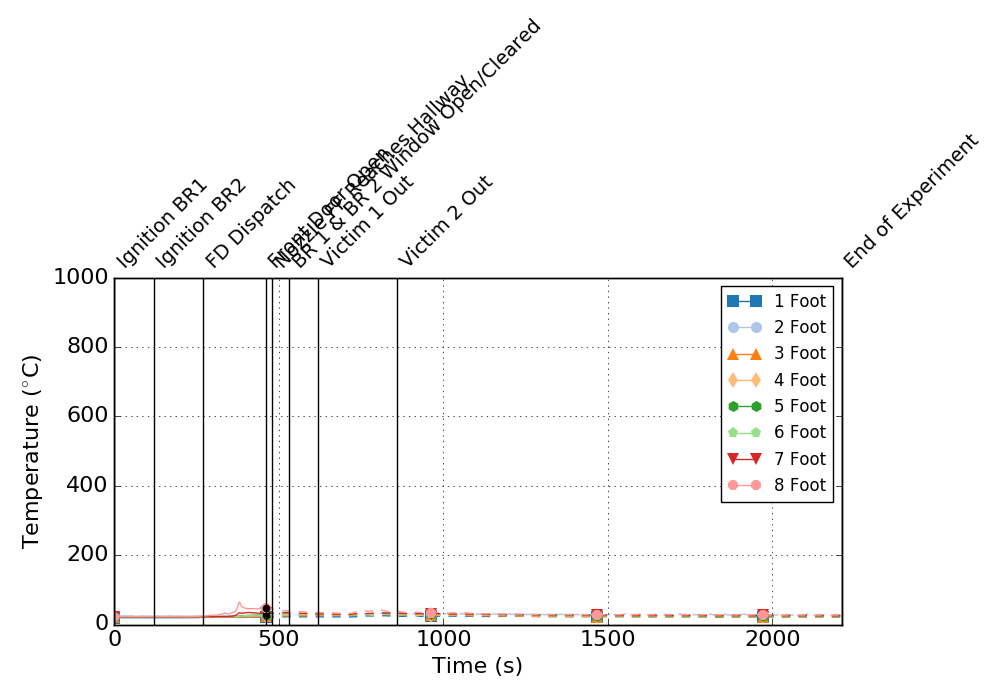 Ignition BR1
Ignition BR2
FD Dispatch
Front Door Open
Nozzle FF Reaches Hallway
BR 1 & BR 2 Window Open/Cleared
Victim 1 Out
Victim 2 Out
End of Experiment
1000
800
600
400
200
0
Temperature (°C)
0
500
1000
1500
2000
Time (s)
1 Foot
2 Foot
3 Foot
4 Foot
5 Foot
6 Foot
7 Foot
8 Foot